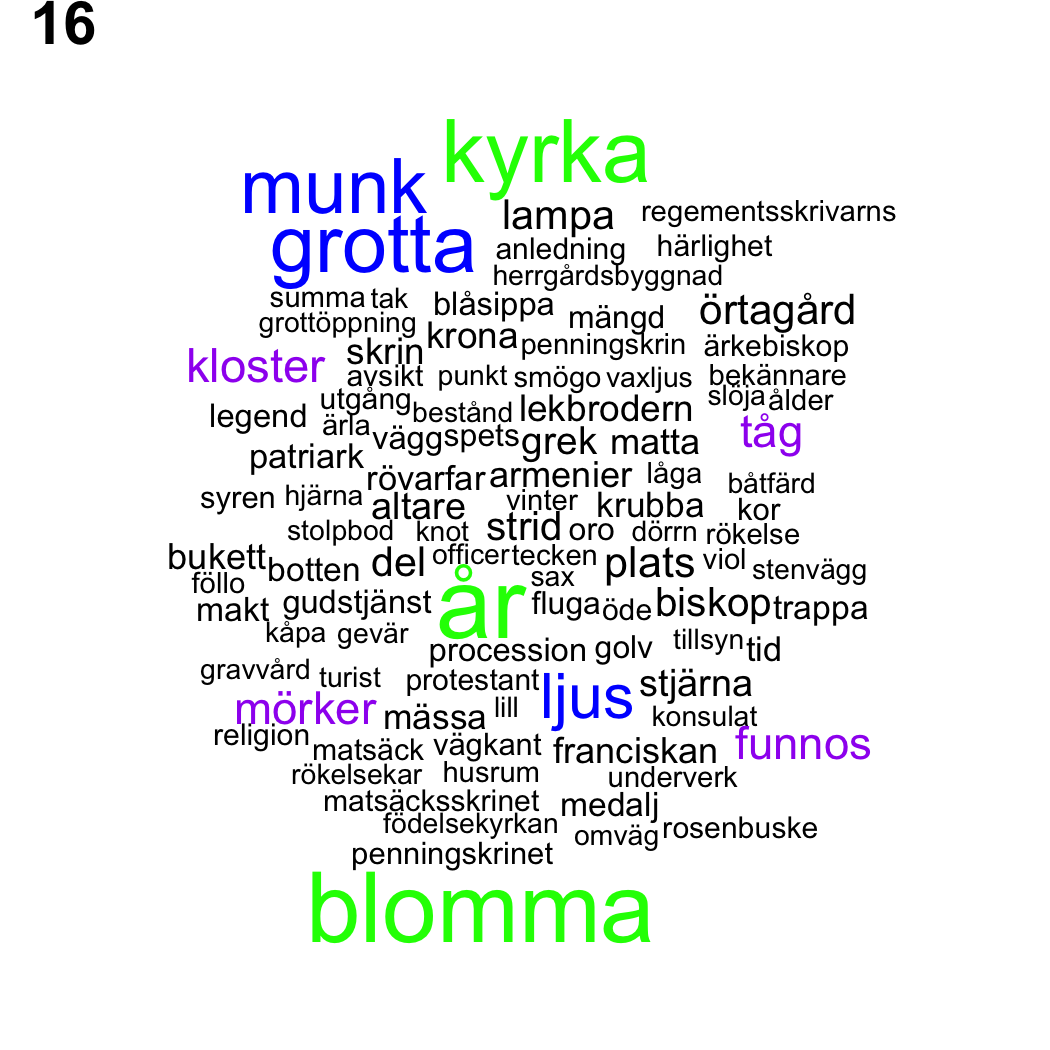 16
kyrka
munk
lampa regementsskrivarns
grotta anledning härlighet
herrgårdsbyggnad
summa tak blåsippa mängd örtagård
grottöppning krona penningskrin ärkebiskop
kloster skrin avsikt punkt smögo vaxljus bekännare
utgång bestånd lekbrodern slöja ålder
legend ärla vägg spets grek matta tåg
patriark rövarfar armenier låga båtfärd
syren hjärna altare vinter krubba kor
stolpbod knot strid oro dörrn rökelse
bukett botten del officer tecken plats viol stenvägg
föllo sax
makt gudstjänst år fluga öde biskop trappa
kåpa gevär procession golv tillsyn tid
gravvård turist protestant ljus stjärna
mörker mässa lill konsulat
religion matsäck vägkant franciskan funnos
rökelsekar husrum underverk
matsäcksskrinet medalj
födelsekyrkan omväg rosenbuske
penningskrinet
blomma